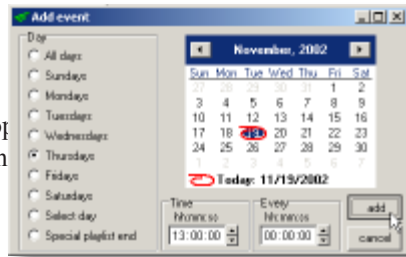 Add event
Day
All days
Sundays
Mondays
Tuesdays
Wednesdays
Thursdays
Fridays
Saturdays
Select day
Special playlist end
November, 2002
Sun Mon Tue Wed Thu Fri Sat
27 28 29 30 31 1 2
3 4 5 6 7 8 9
10 11 12 13 14 15 16
17 18 19 20 21 22 23
24 25 26 27 28 29 30
1 2 3 4 5 6 7
Today: 11/19/2002
Time
hh:mm:ss
13:00:00
Every
hh:mm:ss
00:00:00
add
cancel